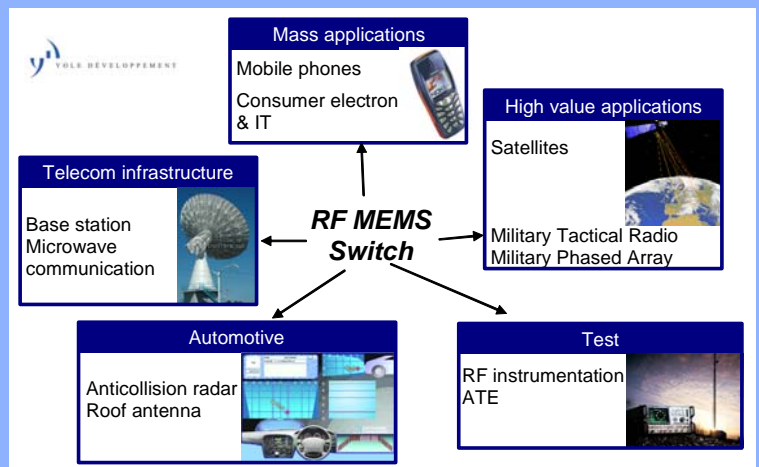 YOLE DÉVELOPPEMENT
Mass applications
Mobile phones
Consumer electron
& IT
High value applications
Satellites
Military Tactical Radio
Military Phased Array
Telecom infrastructure
Base station
Microwave
communication
RF MEMS
Switch
Automotive
Anticollision radar
Roof antenna
Test
RF instrumentation
ATE